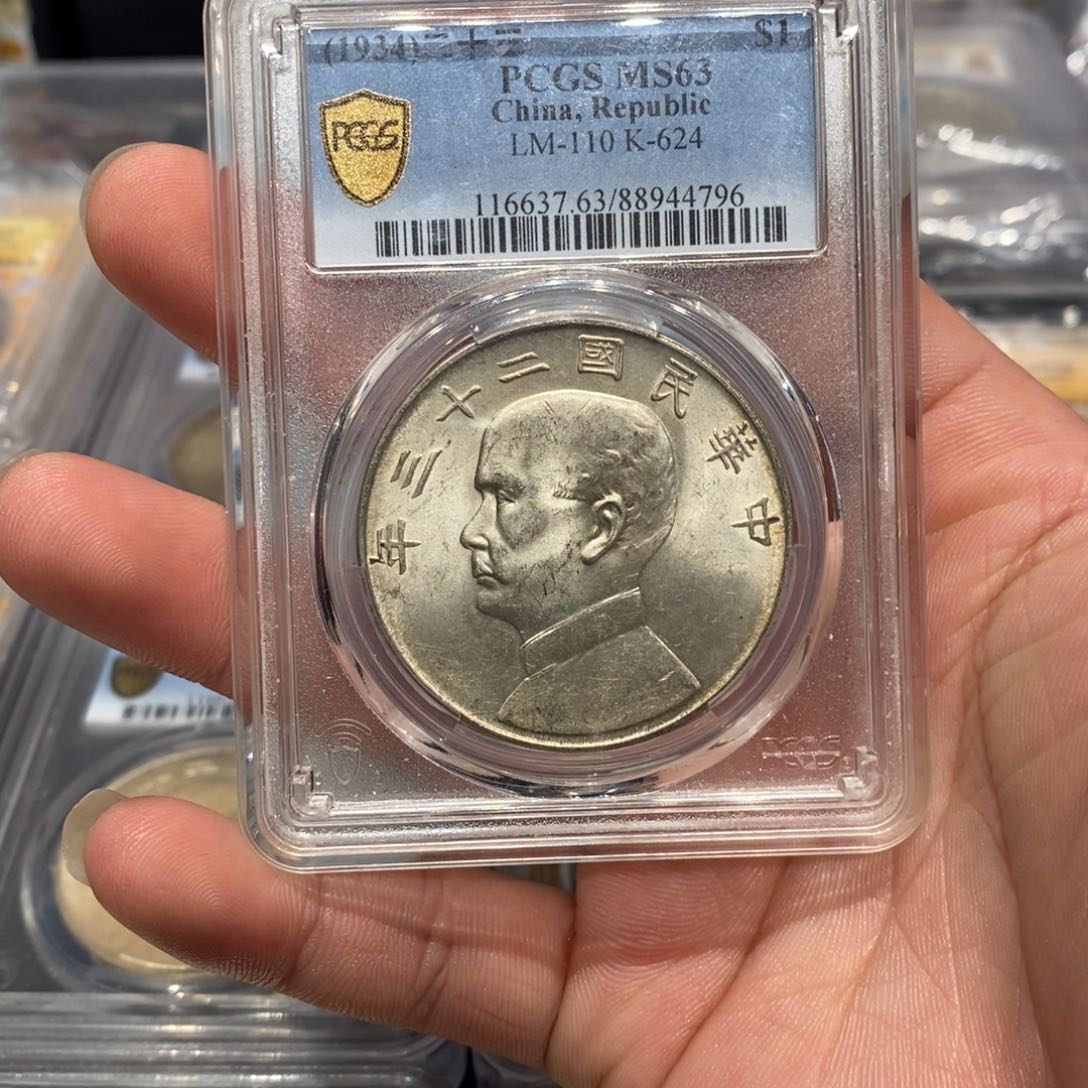 (1934)二十三 $1
PCGS MS63
China, Republic
LM-110 K-624
116637.63/88944796
PCGS
年三十二國民華中
PCGS